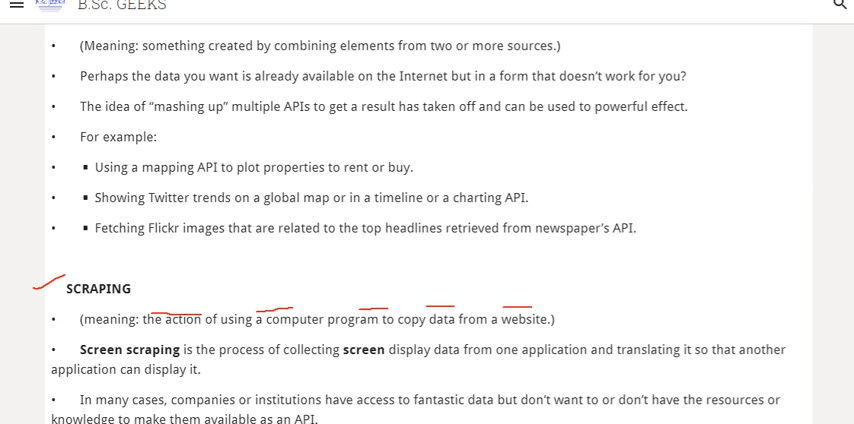 B.Sc. GEEKS
• (Meaning: something created by combining elements from two or more sources.)
• Perhaps the data you want is already available on the Internet but in a form that doesn’t work for you?
• The idea of “mashing up” multiple APIs to get a result has taken off and can be used to powerful effect.
• For example:
• ▪ Using a mapping API to plot properties to rent or buy.
• ▪ Showing Twitter trends on a global map or in a timeline or a charting API.
• ▪ Fetching Flickr images that are related to the top headlines retrieved from newspaper’s API.
SCRAPING
• (meaning: the action of using a computer program to copy data from a website.)
• Screen scraping is the process of collecting screen display data from one application and translating it so that another
application can display it.
• In many cases, companies or institutions have access to fantastic data but don’t want to or don’t have the resources or
knowledge to make them available as an API.